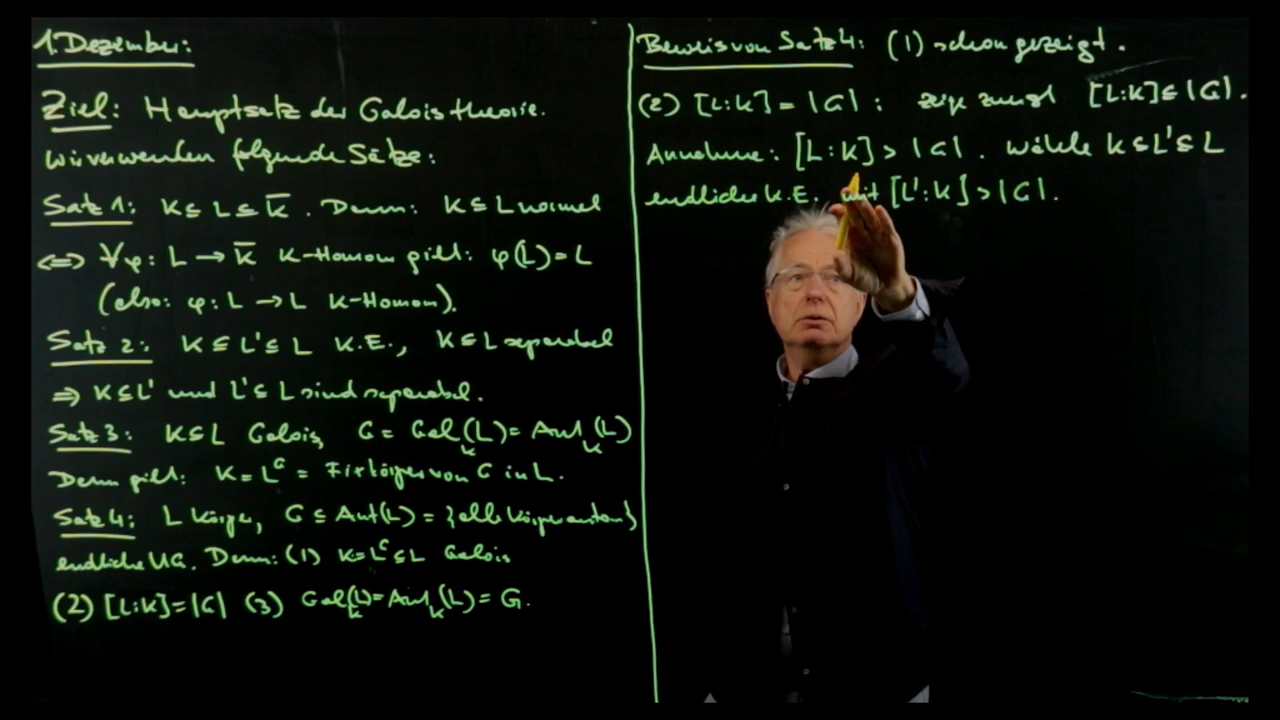 1. Dezember:
Ziel: Hauptsatz der Galoistheorie.
Wir verwenden folgende Sätze:
Satz 1: K ⊆ L ⊆ K̄. Dann: K ⊆ L normal
⟺ ∀φ: L → K̄ K-Homom gilt: φ(L) = L
(also: φ: L → L K-Homom).
Satz 2: K ⊆ L' ⊆ L K.E., K ⊆ L separabel
⇒ K ⊆ L' und L' ⊆ L sind separabel.
Satz 3: K ⊆ L Galois, G = Gal_K(L) = Aut_K(L)
Dann gilt: K = L^G = Fixkörper von G in L.
Satz 4: L Körper, G ⊆ Aut(L) = {alle Körperautom}
endliche UG. Dann: (1) K = L^G ⊆ L Galois
(2) [L:K] = |G| (3) Gal_K(L) = Aut_K(L) = G.
Beweis von Satz 4: (1) schon gezeigt.
(2) [L:K] = |G|: zeige zuerst [L:K] ≤ |G|.
Annahme: [L:K] > |G|. Wähle K ⊆ L' ⊆ L
endliche K.E. mit [L':K] > |G|.